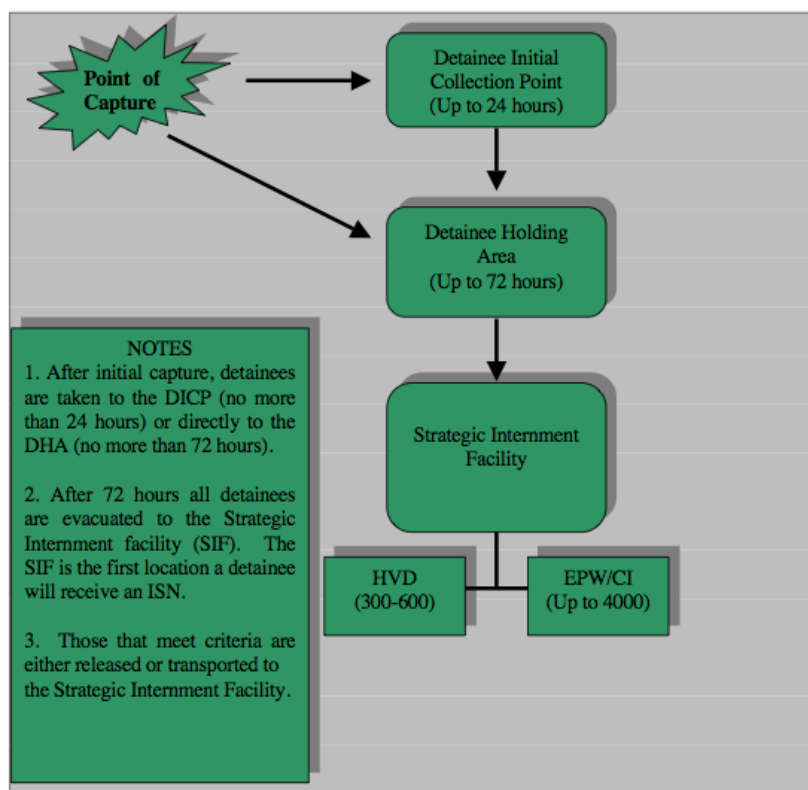 Point of
Capture
Detainee Initial
Collection Point
(Up to 24 hours)
Detainee Holding
Area
(Up to 72 hours)
Strategic Internment
Facility
HVD
(300-600)
EPW/CI
(Up to 4000)
NOTES
1. After initial capture, detainees
are taken to the DICP (no more
than 24 hours) or directly to the
DHA (no more than 72 hours).
2. After 72 hours all detainees
are evacuated to the Strategic
Internment facility (SIF). The
SIF is the first location a detainee
will receive an ISN.
3. Those that meet criteria are
either released or transported to
the Strategic Internment Facility.